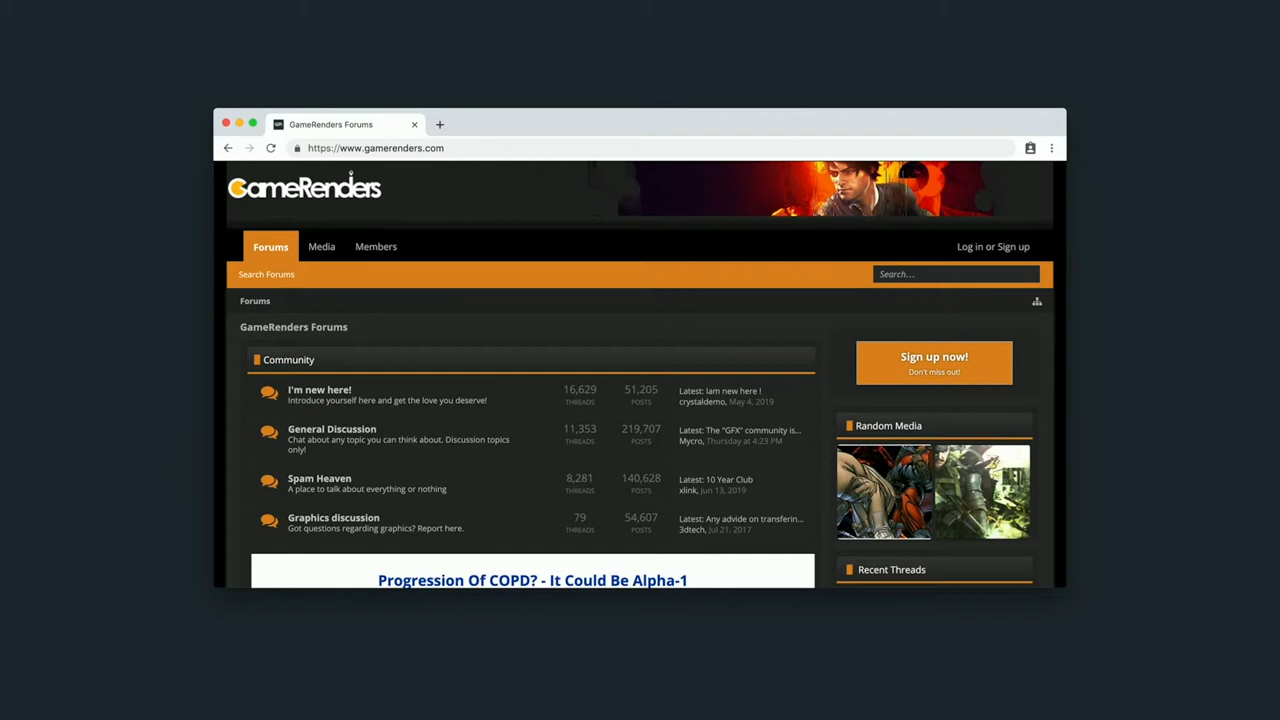 GameRenders Forums
https://www.gamerenders.com
GameRenders
Forums Media Members Log in or Sign up
Search Forums Search...
Forums
GameRenders Forums
Community
I'm new here!
Introduce yourself here and get the love you deserve!
16,629 THREADS
51,205 POSTS
Latest: Iam new here !
crystaldemo, May 4, 2019
General Discussion
Chat about any topic you can think about. Discussion topics
only!
11,353 THREADS
219,707 POSTS
Latest: The "GFX" community is...
Mycro, Thursday at 4:23 PM
Spam Heaven
A place to talk about everything or nothing
8,281 THREADS
140,628 POSTS
Latest: 10 Year Club
xlink, Jun 13, 2019
Graphics discussion
Got questions regarding graphics? Report here.
79 THREADS
54,607 POSTS
Latest: Any advide on transferin...
3dtech, Jul 21, 2017
Progression Of COPD? - It Could Be Alpha-1
Sign up now!
Don't miss out!
Random Media
Recent Threads